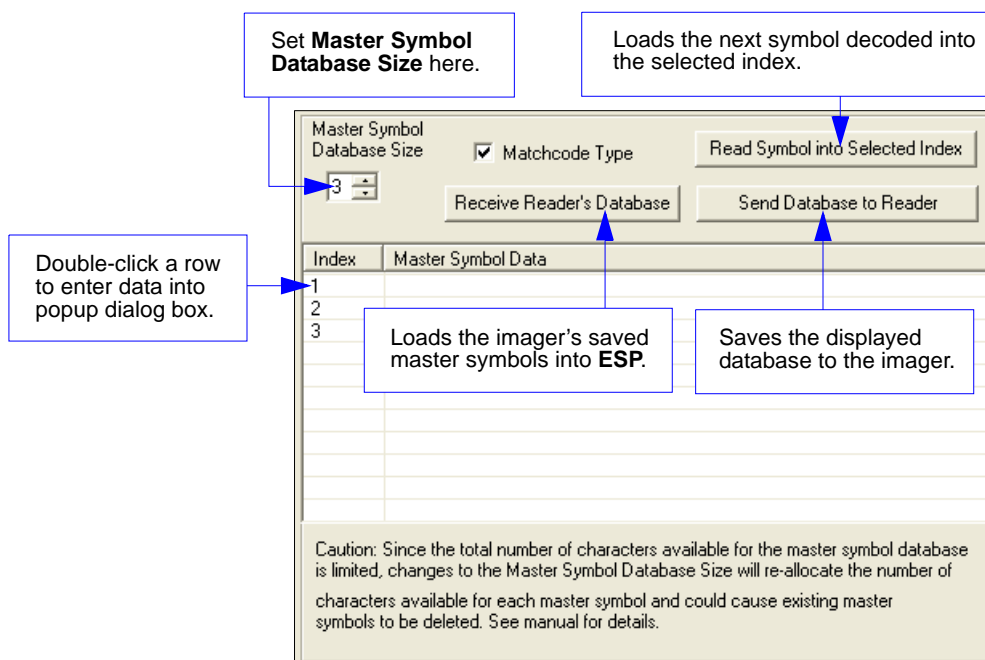 Set Master Symbol
Database Size here.
Loads the next symbol decoded into
the selected index.
Master Symbol
Database Size
Matchcode Type
Read Symbol into Selected Index
3
Receive Reader's Database
Send Database to Reader
Double-click a row
to enter data into
popup dialog box.
Index
Master Symbol Data
1
2
3
Loads the imager's saved
master symbols into ESP.
Saves the displayed
database to the imager.
Caution: Since the total number of characters available for the master symbol database
is limited, changes to the Master Symbol Database Size will re-allocate the number of
characters available for each master symbol and could cause existing master
symbols to be deleted. See manual for details.